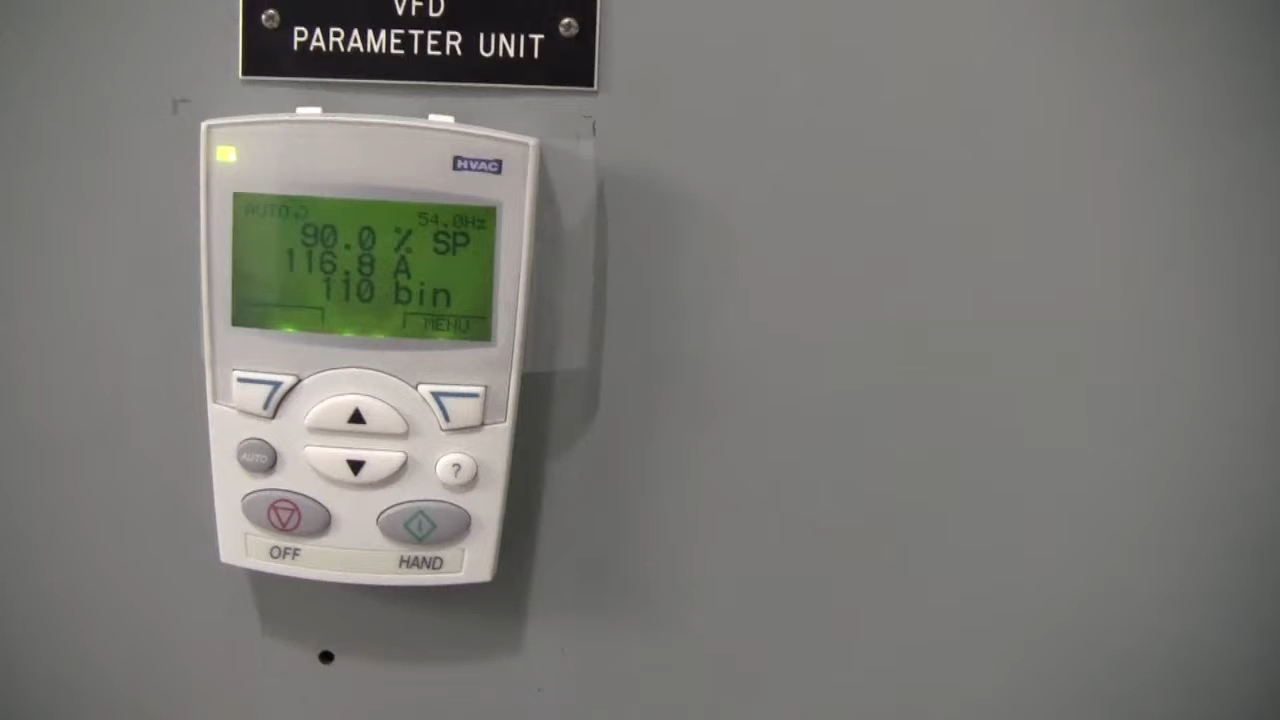 VFD
PARAMETER UNIT
HVAC
AUTO 54.0Hz
90.0 % SP
116.8 A
110 bin
MENU
AUTO
?
OFF
HAND